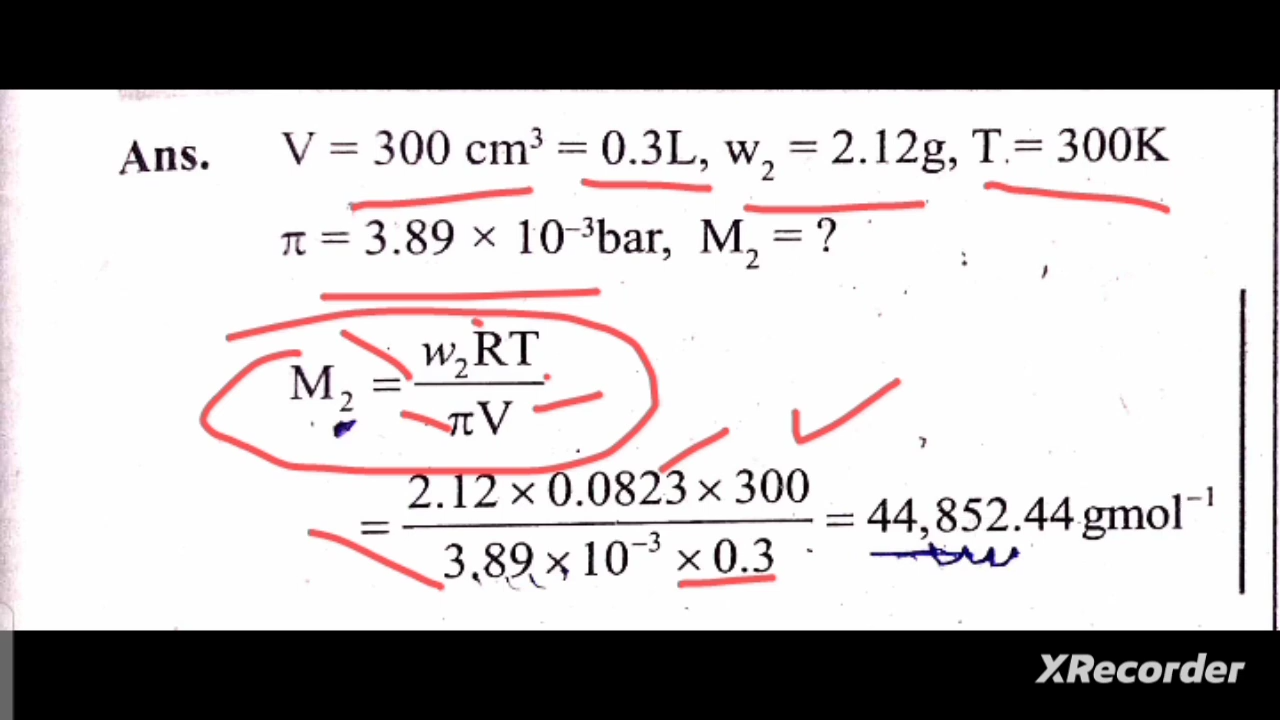 Ans. V = 300 cm³ = 0.3L, w₂ = 2.12g, T = 300K
π = 3.89 × 10⁻³bar, M₂ = ?
M₂ = w₂RT / πV
= 2.12 × 0.0823 × 300 / 3.89 × 10⁻³ × 0.3 = 44,852.44 gmol⁻¹
XRecorder